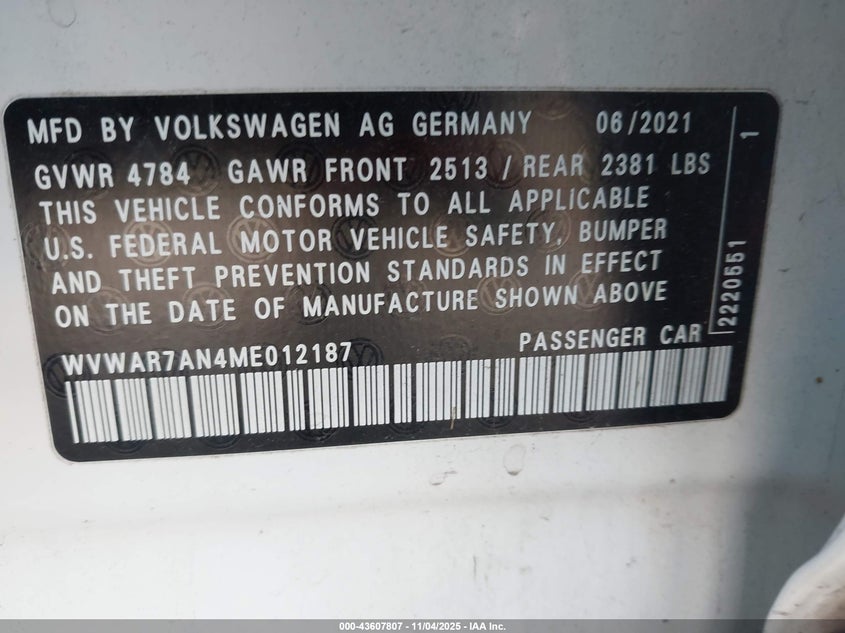 MFD BY VOLKSWAGEN AG GERMANY 06/2021
GVWR 4784 GAWR FRONT 2513 / REAR 2381 LBS
THIS VEHICLE CONFORMS TO ALL APPLICABLE
U.S. FEDERAL MOTOR VEHICLE SAFETY, BUMPER
AND THEFT PREVENTION STANDARDS IN EFFECT
ON THE DATE OF MANUFACTURE SHOWN ABOVE
WVWAR7AN4ME012187 PASSENGER CAR
2220551 1
000-43607807 - 11/04/2025 - IAA Inc.